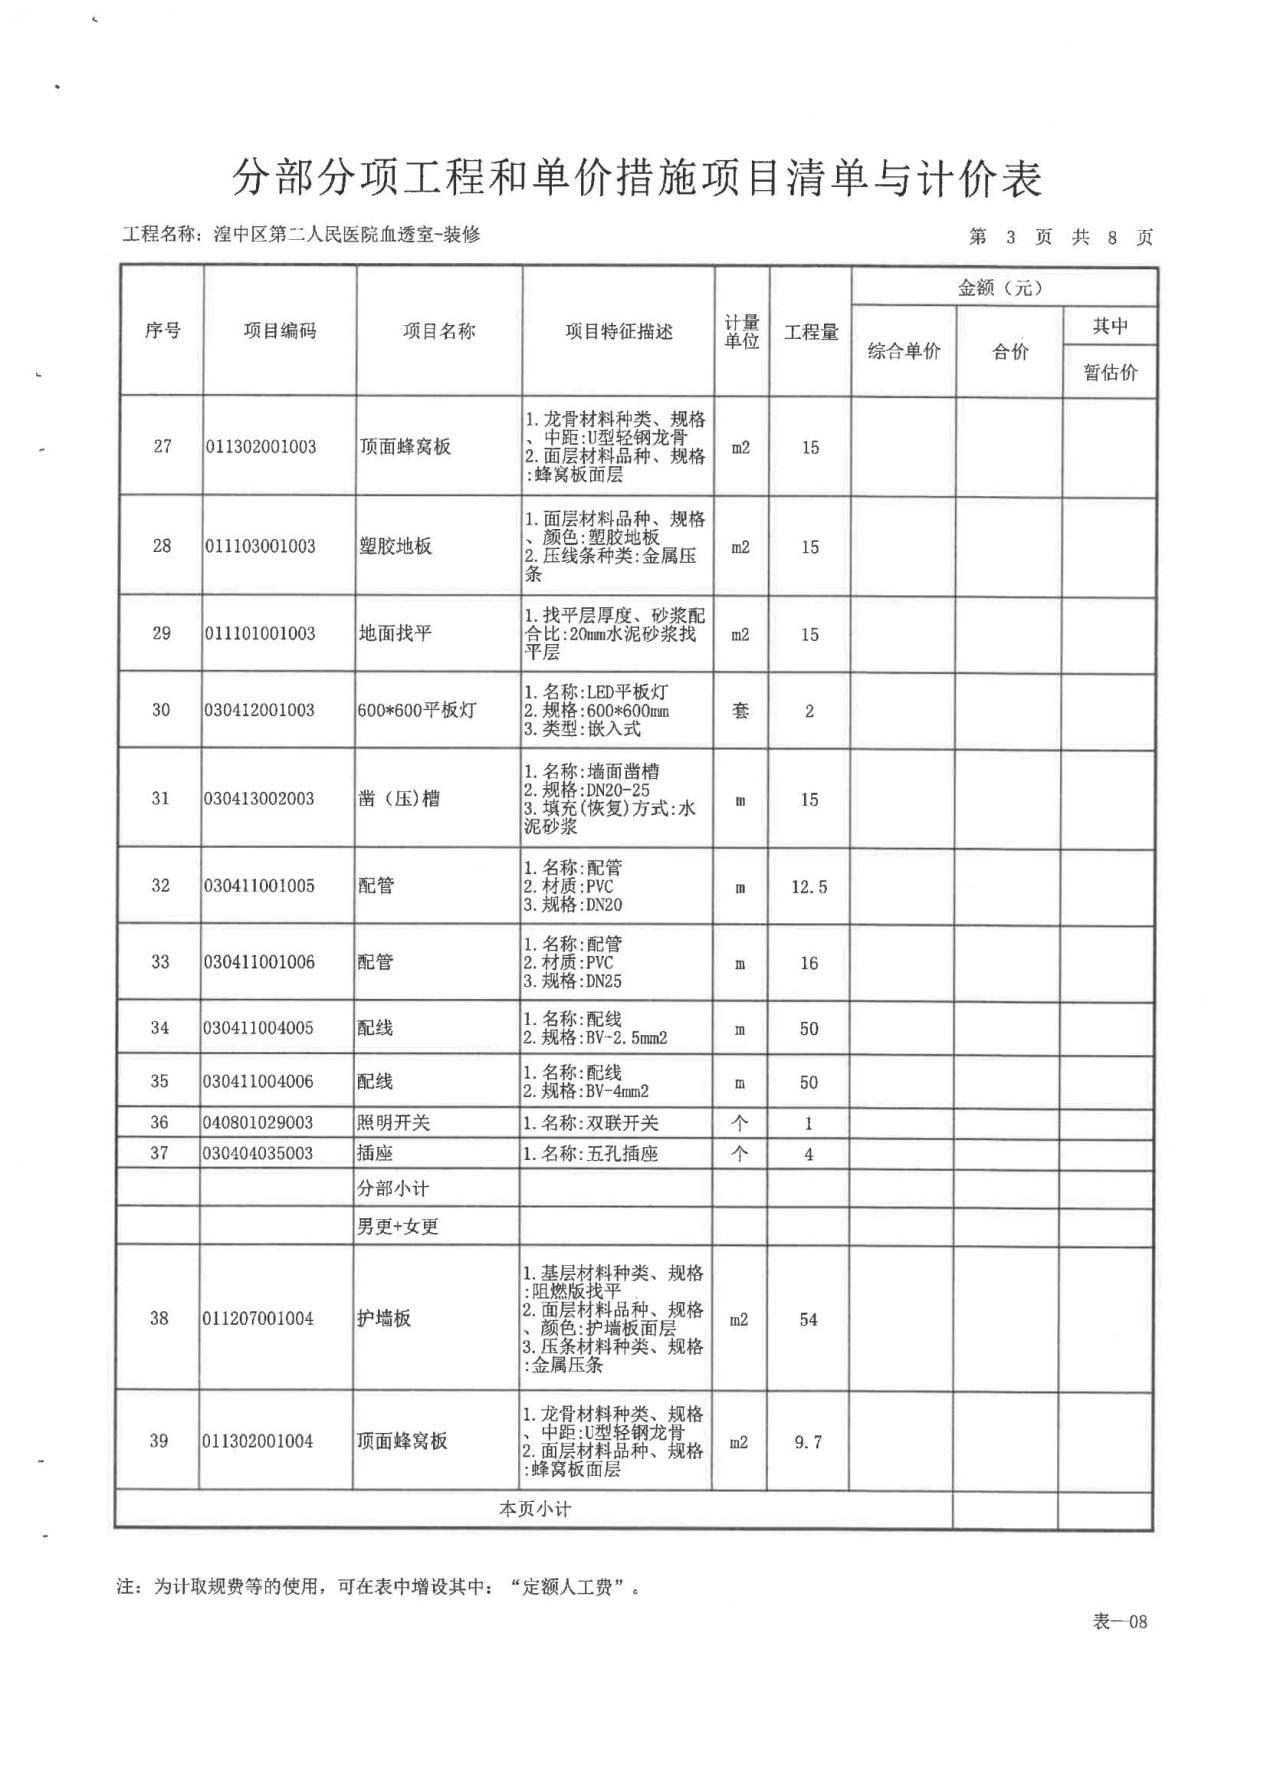 分部分项工程和单价措施项目清单与计价表
工程名称：湟中区第二人民医院血透室-装修
第 3 页 共 8 页
序号 项目编码 项目名称 项目特征描述 计量单位 工程量 金额（元）
综合单价 合价 其中
暂估价
27 011302001003 顶面蜂窝板 1.龙骨材料种类、规格
、中距:U型轻钢龙骨
2.面层材料品种、规格
:蜂窝板面层 m2 15
28 011103001003 塑胶地板 1.面层材料品种、规格
、颜色:塑胶地板
2.压线条种类:金属压
条 m2 15
29 011101001003 地面找平 1.找平层厚度、砂浆配
合比:20mm水泥砂浆找
平层 m2 15
30 030412001003 600*600平板灯 1.名称:LED平板灯
2.规格:600*600mm
3.类型:嵌入式 套 2
31 030413002003 凿（压)槽 1.名称:墙面凿槽
2.规格:DN20-25
3.填充(恢复)方式:水
泥砂浆 m 15
32 030411001005 配管 1.名称:配管
2.材质:PVC
3.规格:DN20 m 12.5
33 030411001006 配管 1.名称:配管
2.材质:PVC
3.规格:DN25 m 16
34 030411004005 配线 1.名称:配线
2.规格:BV-2.5mm2 m 50
35 030411004006 配线 1.名称:配线
2.规格:BV-4mm2 m 50
36 040801029003 照明开关 1.名称:双联开关 个 1
37 030404035003 插座 1.名称:五孔插座 个 4
分部小计
男更+女更
38 011207001004 护墙板 1.基层材料种类、规格
:阻燃版找平
2.面层材料品种、规格
、颜色:护墙板面层
3.压条材料种类、规格
:金属压条 m2 54
39 011302001004 顶面蜂窝板 1.龙骨材料种类、规格
、中距:U型轻钢龙骨
2.面层材料品种、规格
:蜂窝板面层 m2 9.7
本页小计
注：为计取规费等的使用，可在表中增设其中：“定额人工费”。
表—08